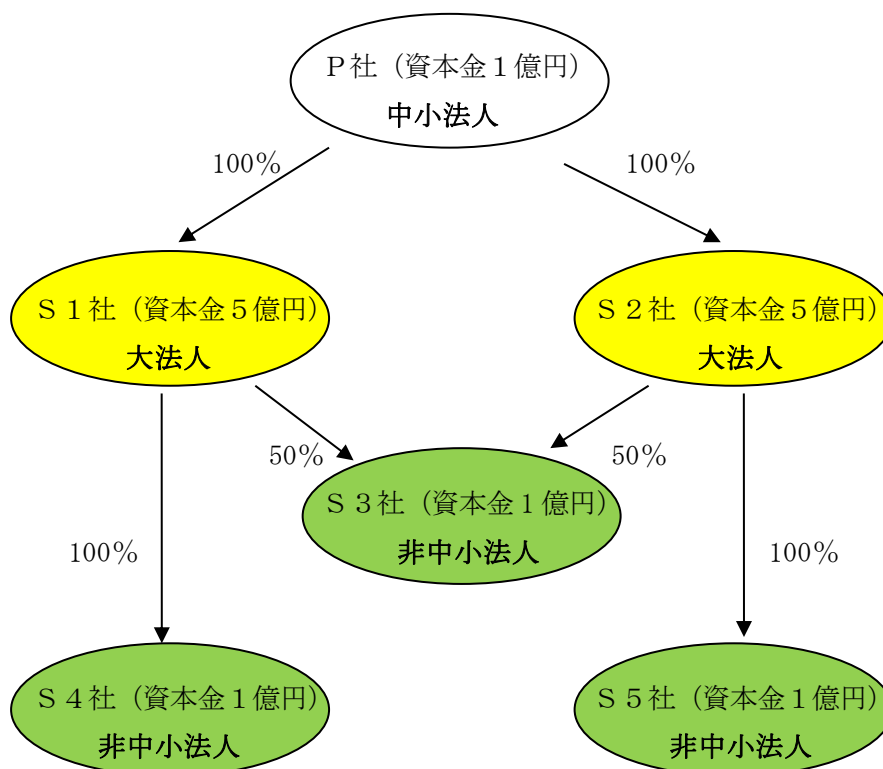 P社（資本金１億円）
中小法人
100％
100％
Ｓ１社（資本金５億円）
大法人
Ｓ２社（資本金５億円）
大法人
50％
50％
Ｓ３社（資本金１億円）
非中小法人
100％
100％
Ｓ４社（資本金１億円）
非中小法人
Ｓ５社（資本金１億円）
非中小法人